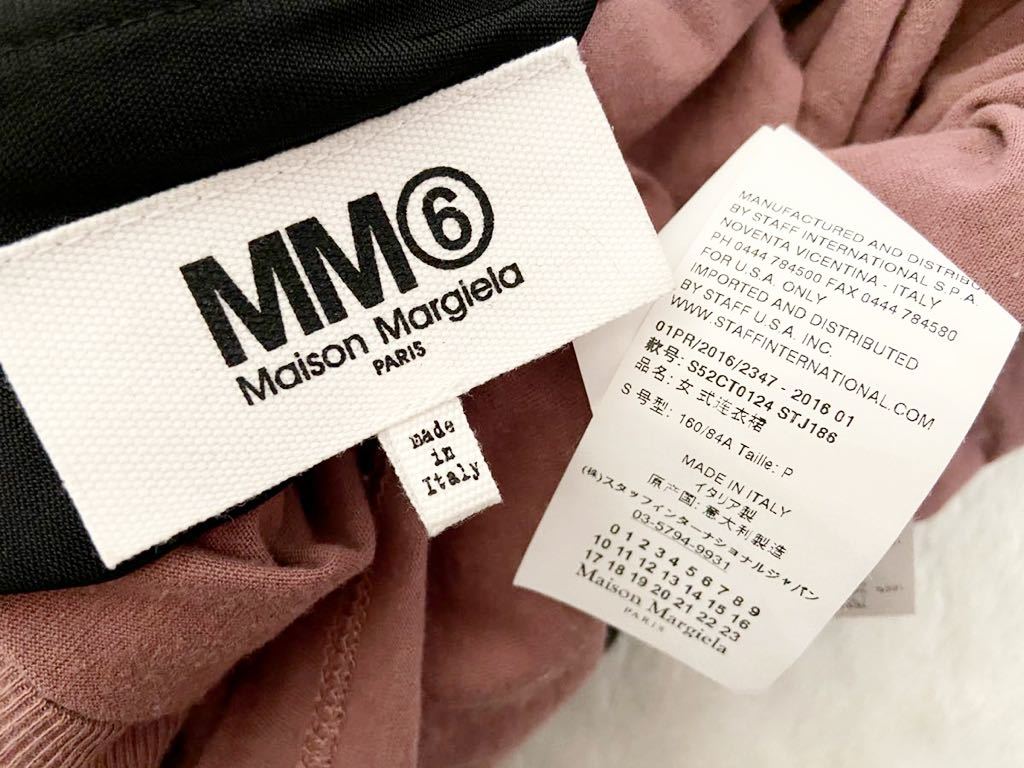 MM⑥
Maison Margiela
PARIS
made
in
Italy
MANUFACTURED AND DISTRIBU
BY STAFF INTERNATIONAL S.P.A.
NOVENTA VICENTINA - ITALY
PH 0444 784500 FAX 0444 784580
FOR U.S.A. ONLY
IMPORTED AND DISTRIBUTED
BY STAFF U.S.A. INC.
WWW.STAFFINTERNATIONAL.COM
01PR/2016/2347 - 2016 01
款号: S52CT0124 STJ186
品名: 女式连衣裙
S 号型: 160/84A Taille: P
MADE IN ITALY
イタリア製
原产国: 意大利製造
(株)スタッフインターナショナルジャパン
03-5794-9931
0 1 2 3 4 5 6 7 8 9
10 11 12 13 14 15 16
17 18 19 20 21 22 23
Maison Margiela
PARIS